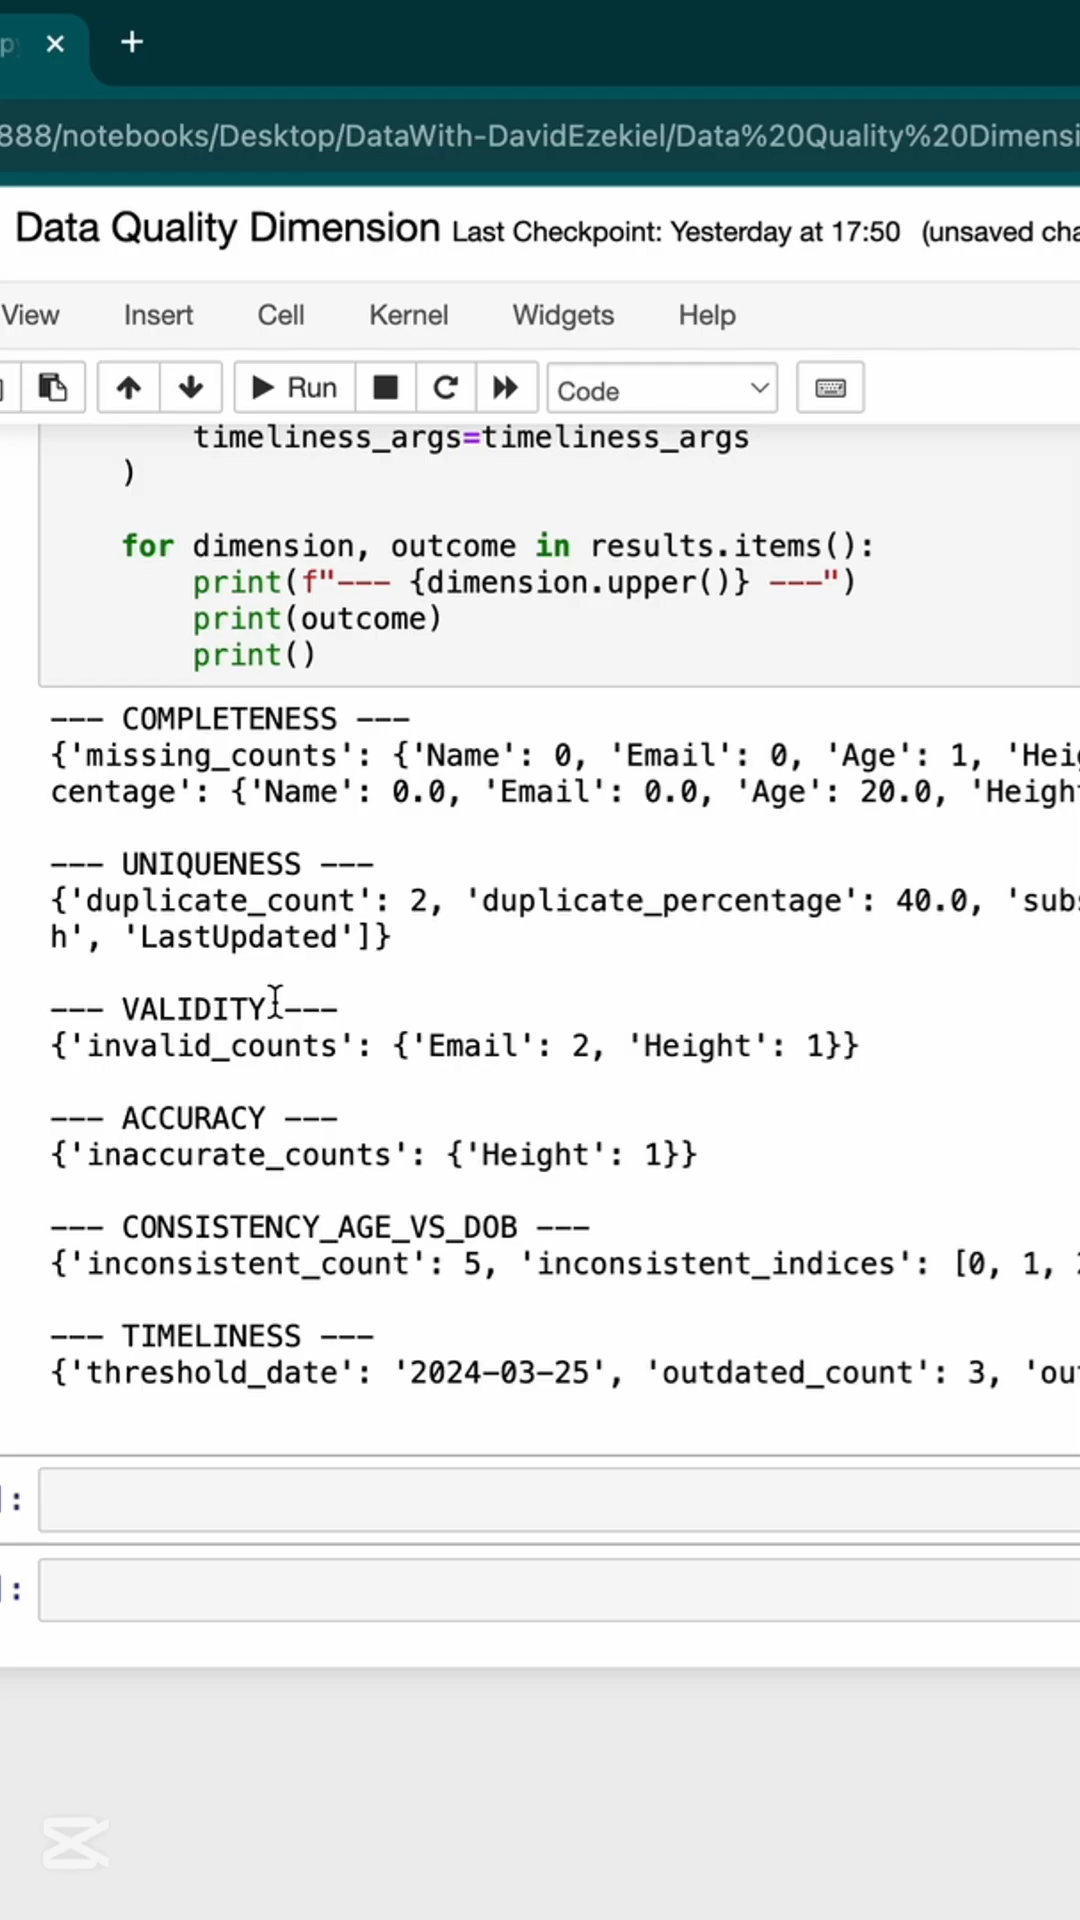 888/notebooks/Desktop/DataWith-DavidEzekiel/Data%20Quality%20Dimensi
Data Quality Dimension Last Checkpoint: Yesterday at 17:50 (unsaved cha
View Insert Cell Kernel Widgets Help
Run Code
timeliness_args=timeliness_args
)
for dimension, outcome in results.items():
print(f"--- {dimension.upper()} ---")
print(outcome)
print()
--- COMPLETENESS ---
{'missing_counts': {'Name': 0, 'Email': 0, 'Age': 1, 'Heig
centage': {'Name': 0.0, 'Email': 0.0, 'Age': 20.0, 'Height
--- UNIQUENESS ---
{'duplicate_count': 2, 'duplicate_percentage': 40.0, 'subs
h', 'LastUpdated']}
--- VALIDITY ---
{'invalid_counts': {'Email': 2, 'Height': 1}}
--- ACCURACY ---
{'inaccurate_counts': {'Height': 1}}
--- CONSISTENCY_AGE_VS_DOB ---
{'inconsistent_count': 5, 'inconsistent_indices': [0, 1,
--- TIMELINESS ---
{'threshold_date': '2024-03-25', 'outdated_count': 3, 'ou
]:
]: